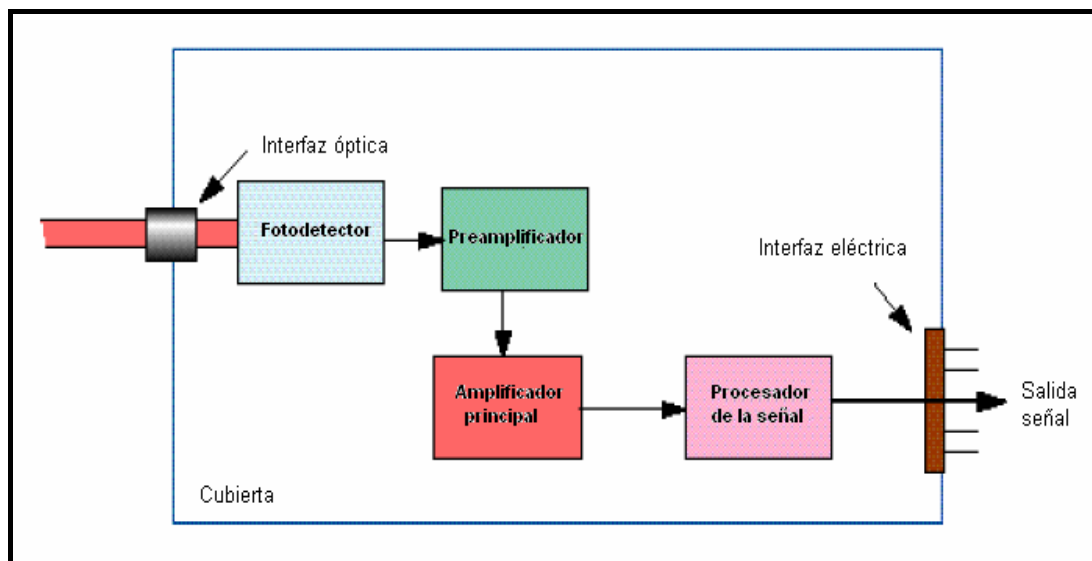 Interfaz óptica
Fotodetector
Preamplificador
Interfaz eléctrica
Amplificador
principal
Procesador
de la señal
Salida
señal
Cubierta